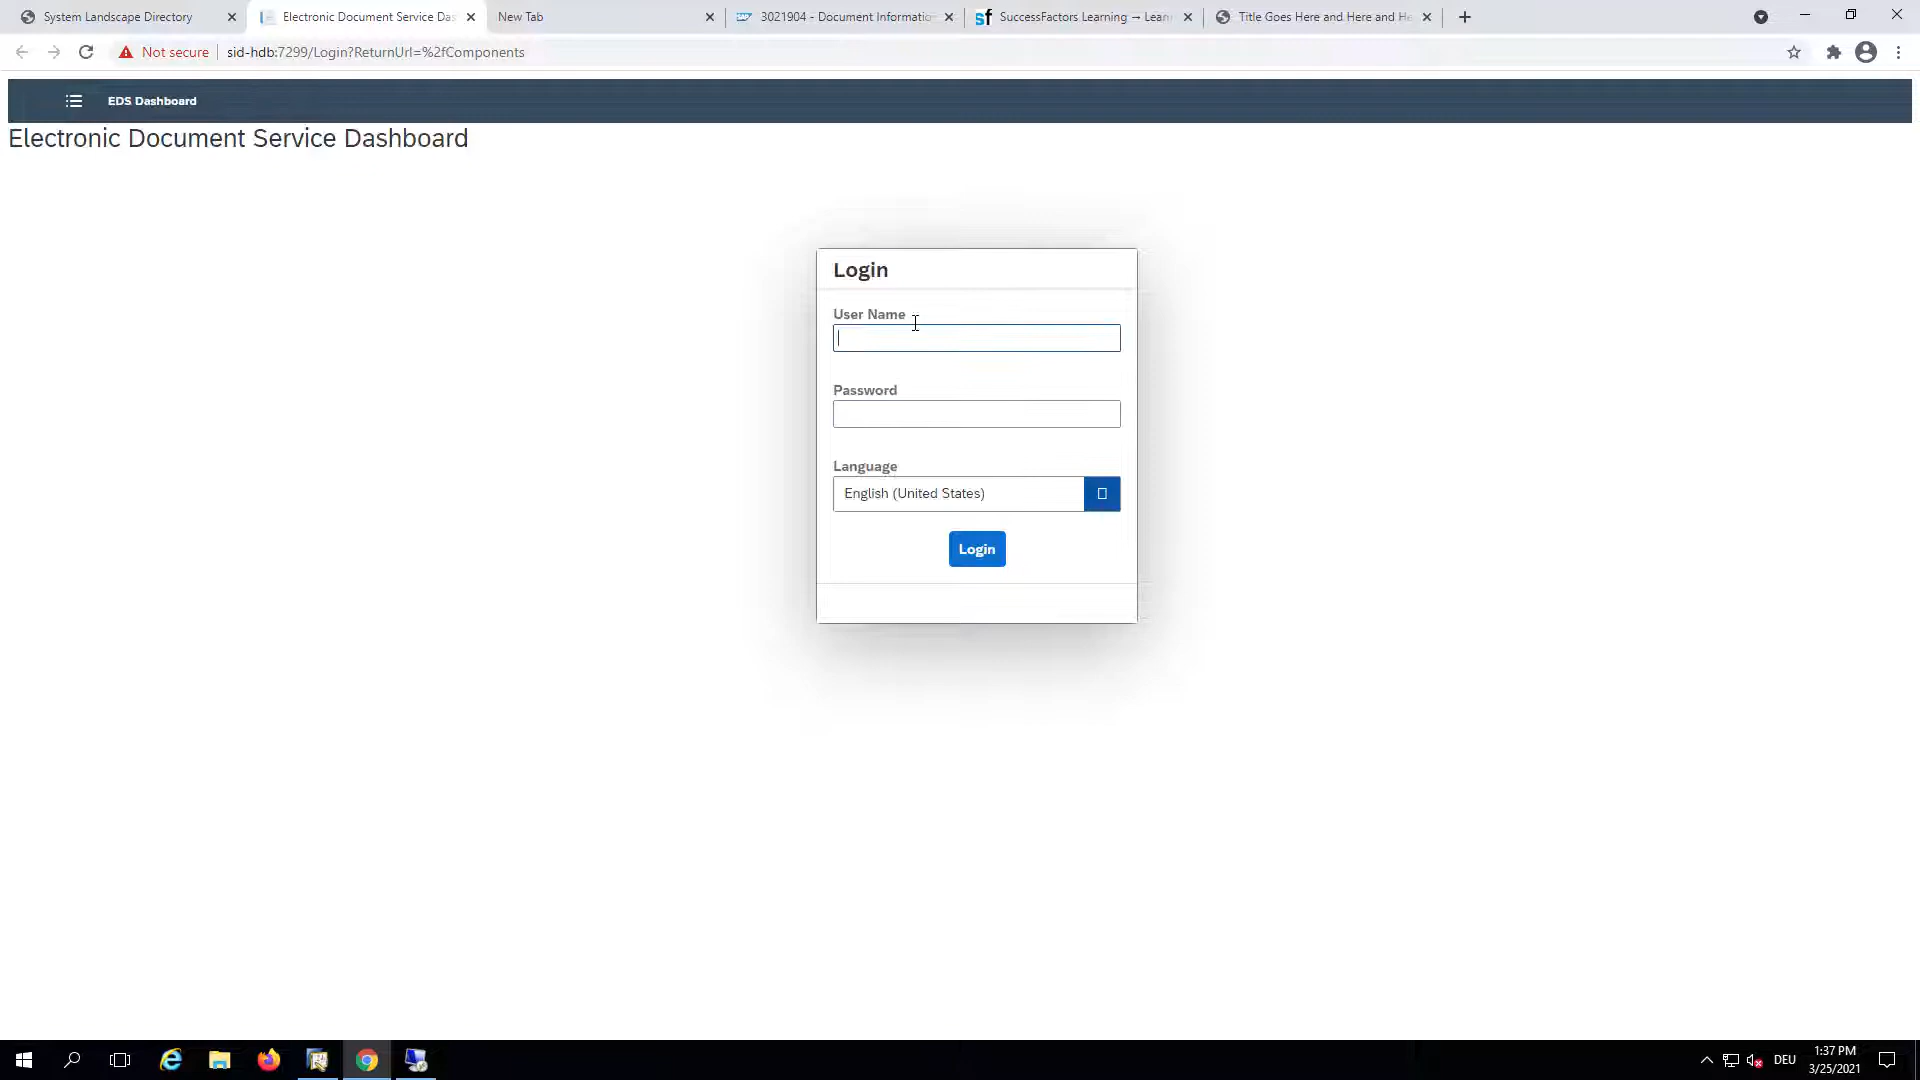 System Landscape Directory
Electronic Document Service Das
New Tab
3021904 - Document Informatio
SuccessFactors Learning → Lear
Title Goes Here and Here and He
Not secure
sid-hdb:7299/Login?ReturnUrl=%2fComponents
EDS Dashboard
Electronic Document Service Dashboard
Login
User Name
Password
Language
English (United States)
Login
DEU
1:37 PM
3/25/2021